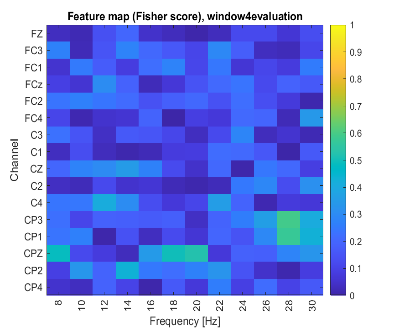 Feature map (Fisher score), window4evaluation
FZ
FC3
FC1
FCz
FC2
FC4
C3
C1
CZ
C2
C4
CP3
CP1
CPZ
CP2
CP4
Channel
8 10 12 14 16 18 20 22 24 26 28 30
Frequency [Hz]
1
0.9
0.8
0.7
0.6
0.5
0.4
0.3
0.2
0.1
0